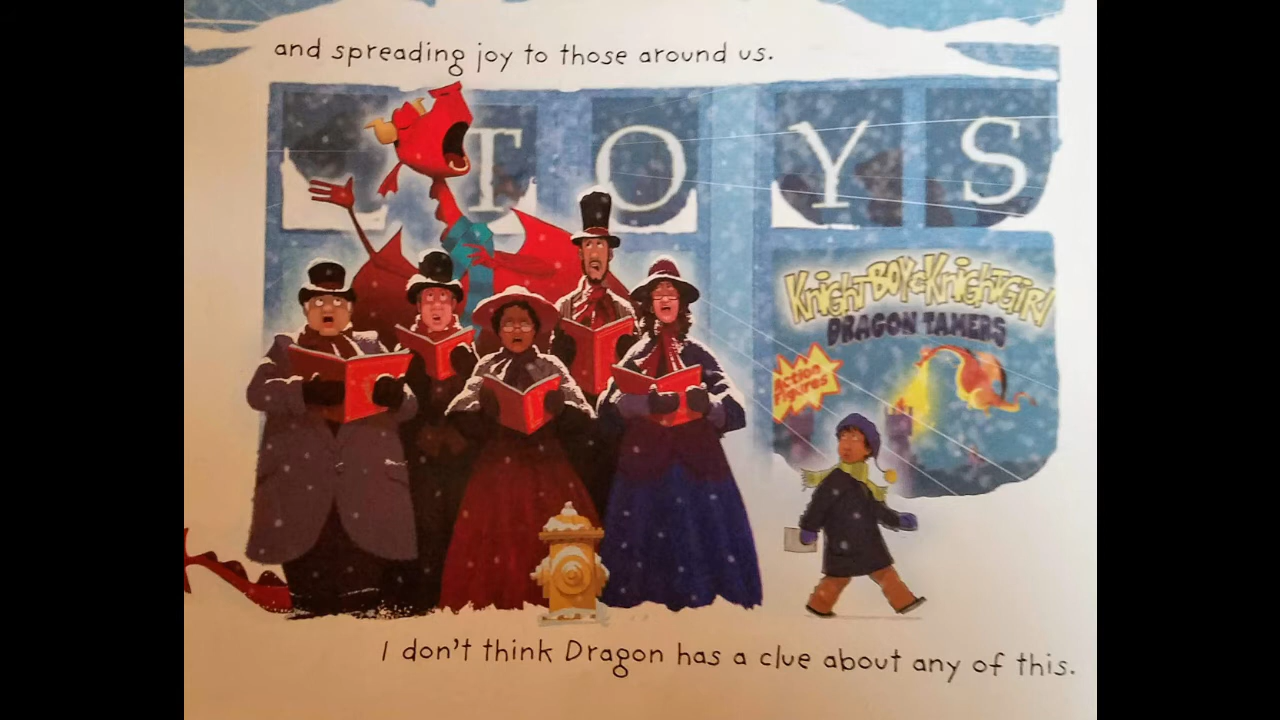 and spreading joy to those around us.
TOYS
KNIGHTBOY & KNIGHTGIRL
DRAGON TAMERS
Action
Figures
I don't think Dragon has a clue about any of this.